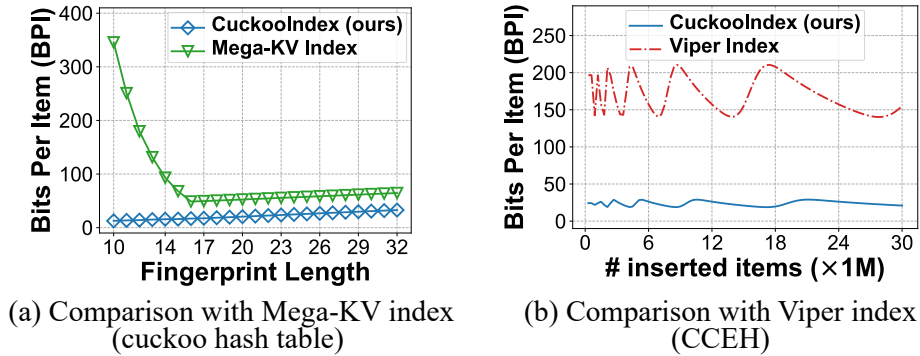 CuckooIndex (ours)
Mega-KV Index
Bits Per Item (BPI)
400
300
200
100
0
10
14
17
20
23
26
29
32
Fingerprint Length
(a) Comparison with Mega-KV index
(cuckoo hash table)
CuckooIndex (ours)
Viper Index
Bits Per Item (BPI)
250
200
150
100
50
0
0
6
12
18
24
30
# inserted items (×1M)
(b) Comparison with Viper index
(CCEH)